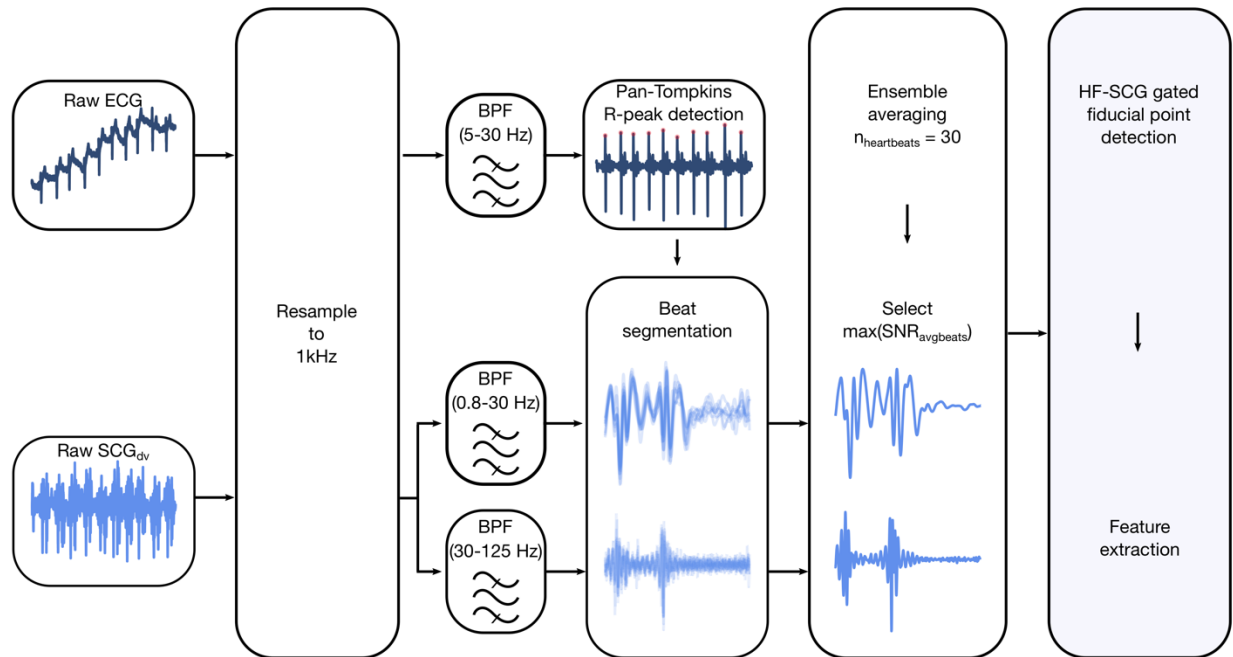 Raw ECG
Raw SCGdv
Resample
to
1kHz
BPF
(5-30 Hz)
Pan-Tompkins
R-peak detection
BPF
(0.8-30 Hz)
BPF
(30-125 Hz)
Beat
segmentation
Ensemble
averaging
nheartbeats = 30
Select
max(SNRavgbeats)
HF-SCG gated
fiducial point
detection
Feature
extraction